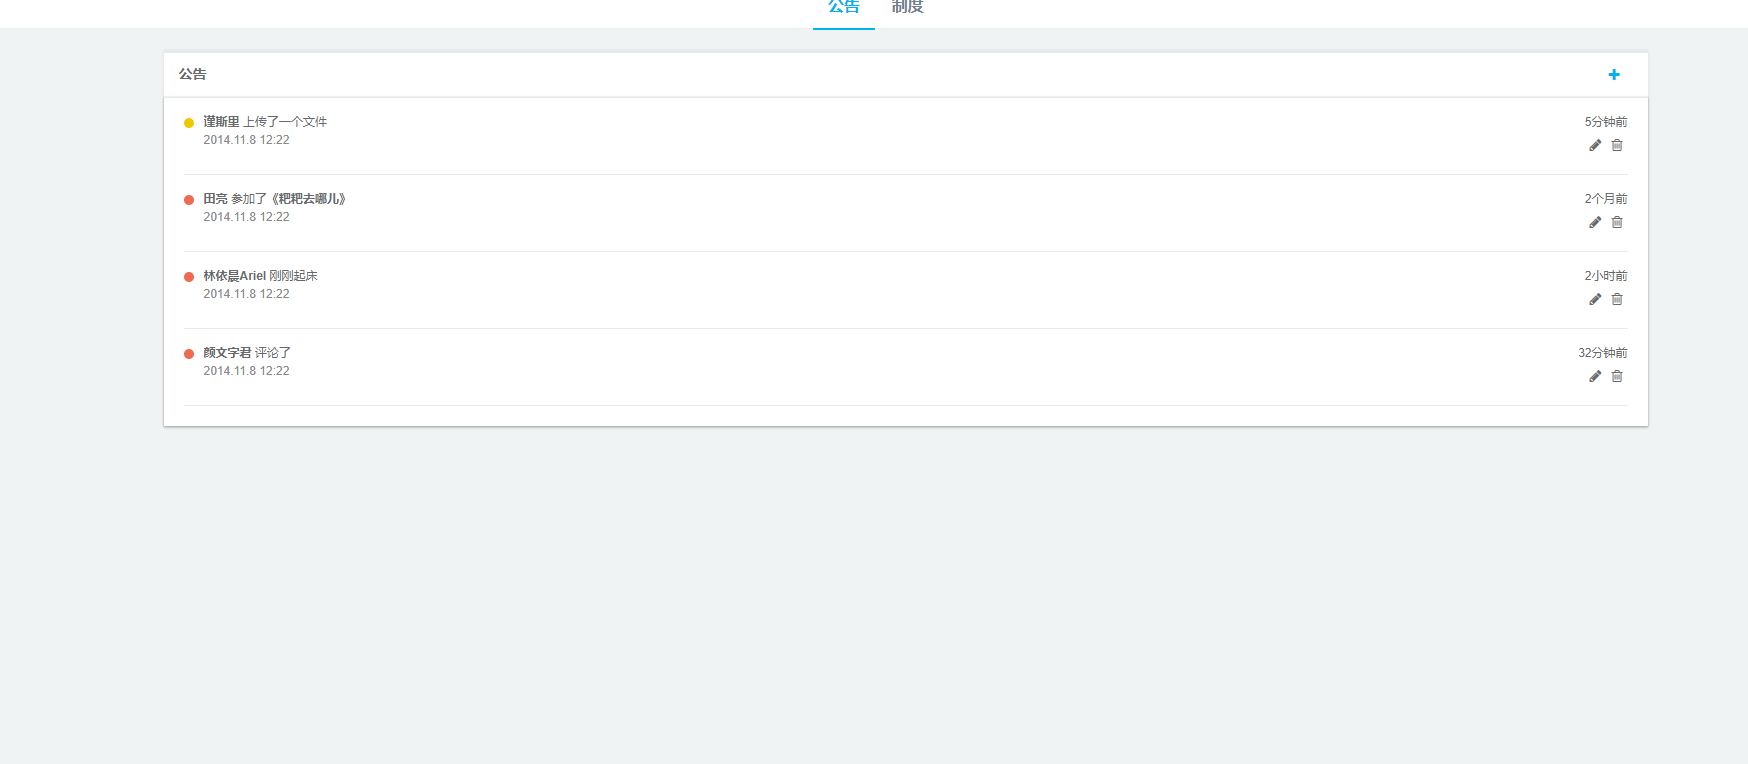 公告 制度
公告
谨斯里 上传了一个文件 5分钟前
2014.11.8 12:22
田亮 参加了《粑粑去哪儿》 2个月前
2014.11.8 12:22
林依晨Ariel 刚刚起床 2小时前
2014.11.8 12:22
颜文字君 评论了 32分钟前
2014.11.8 12:22